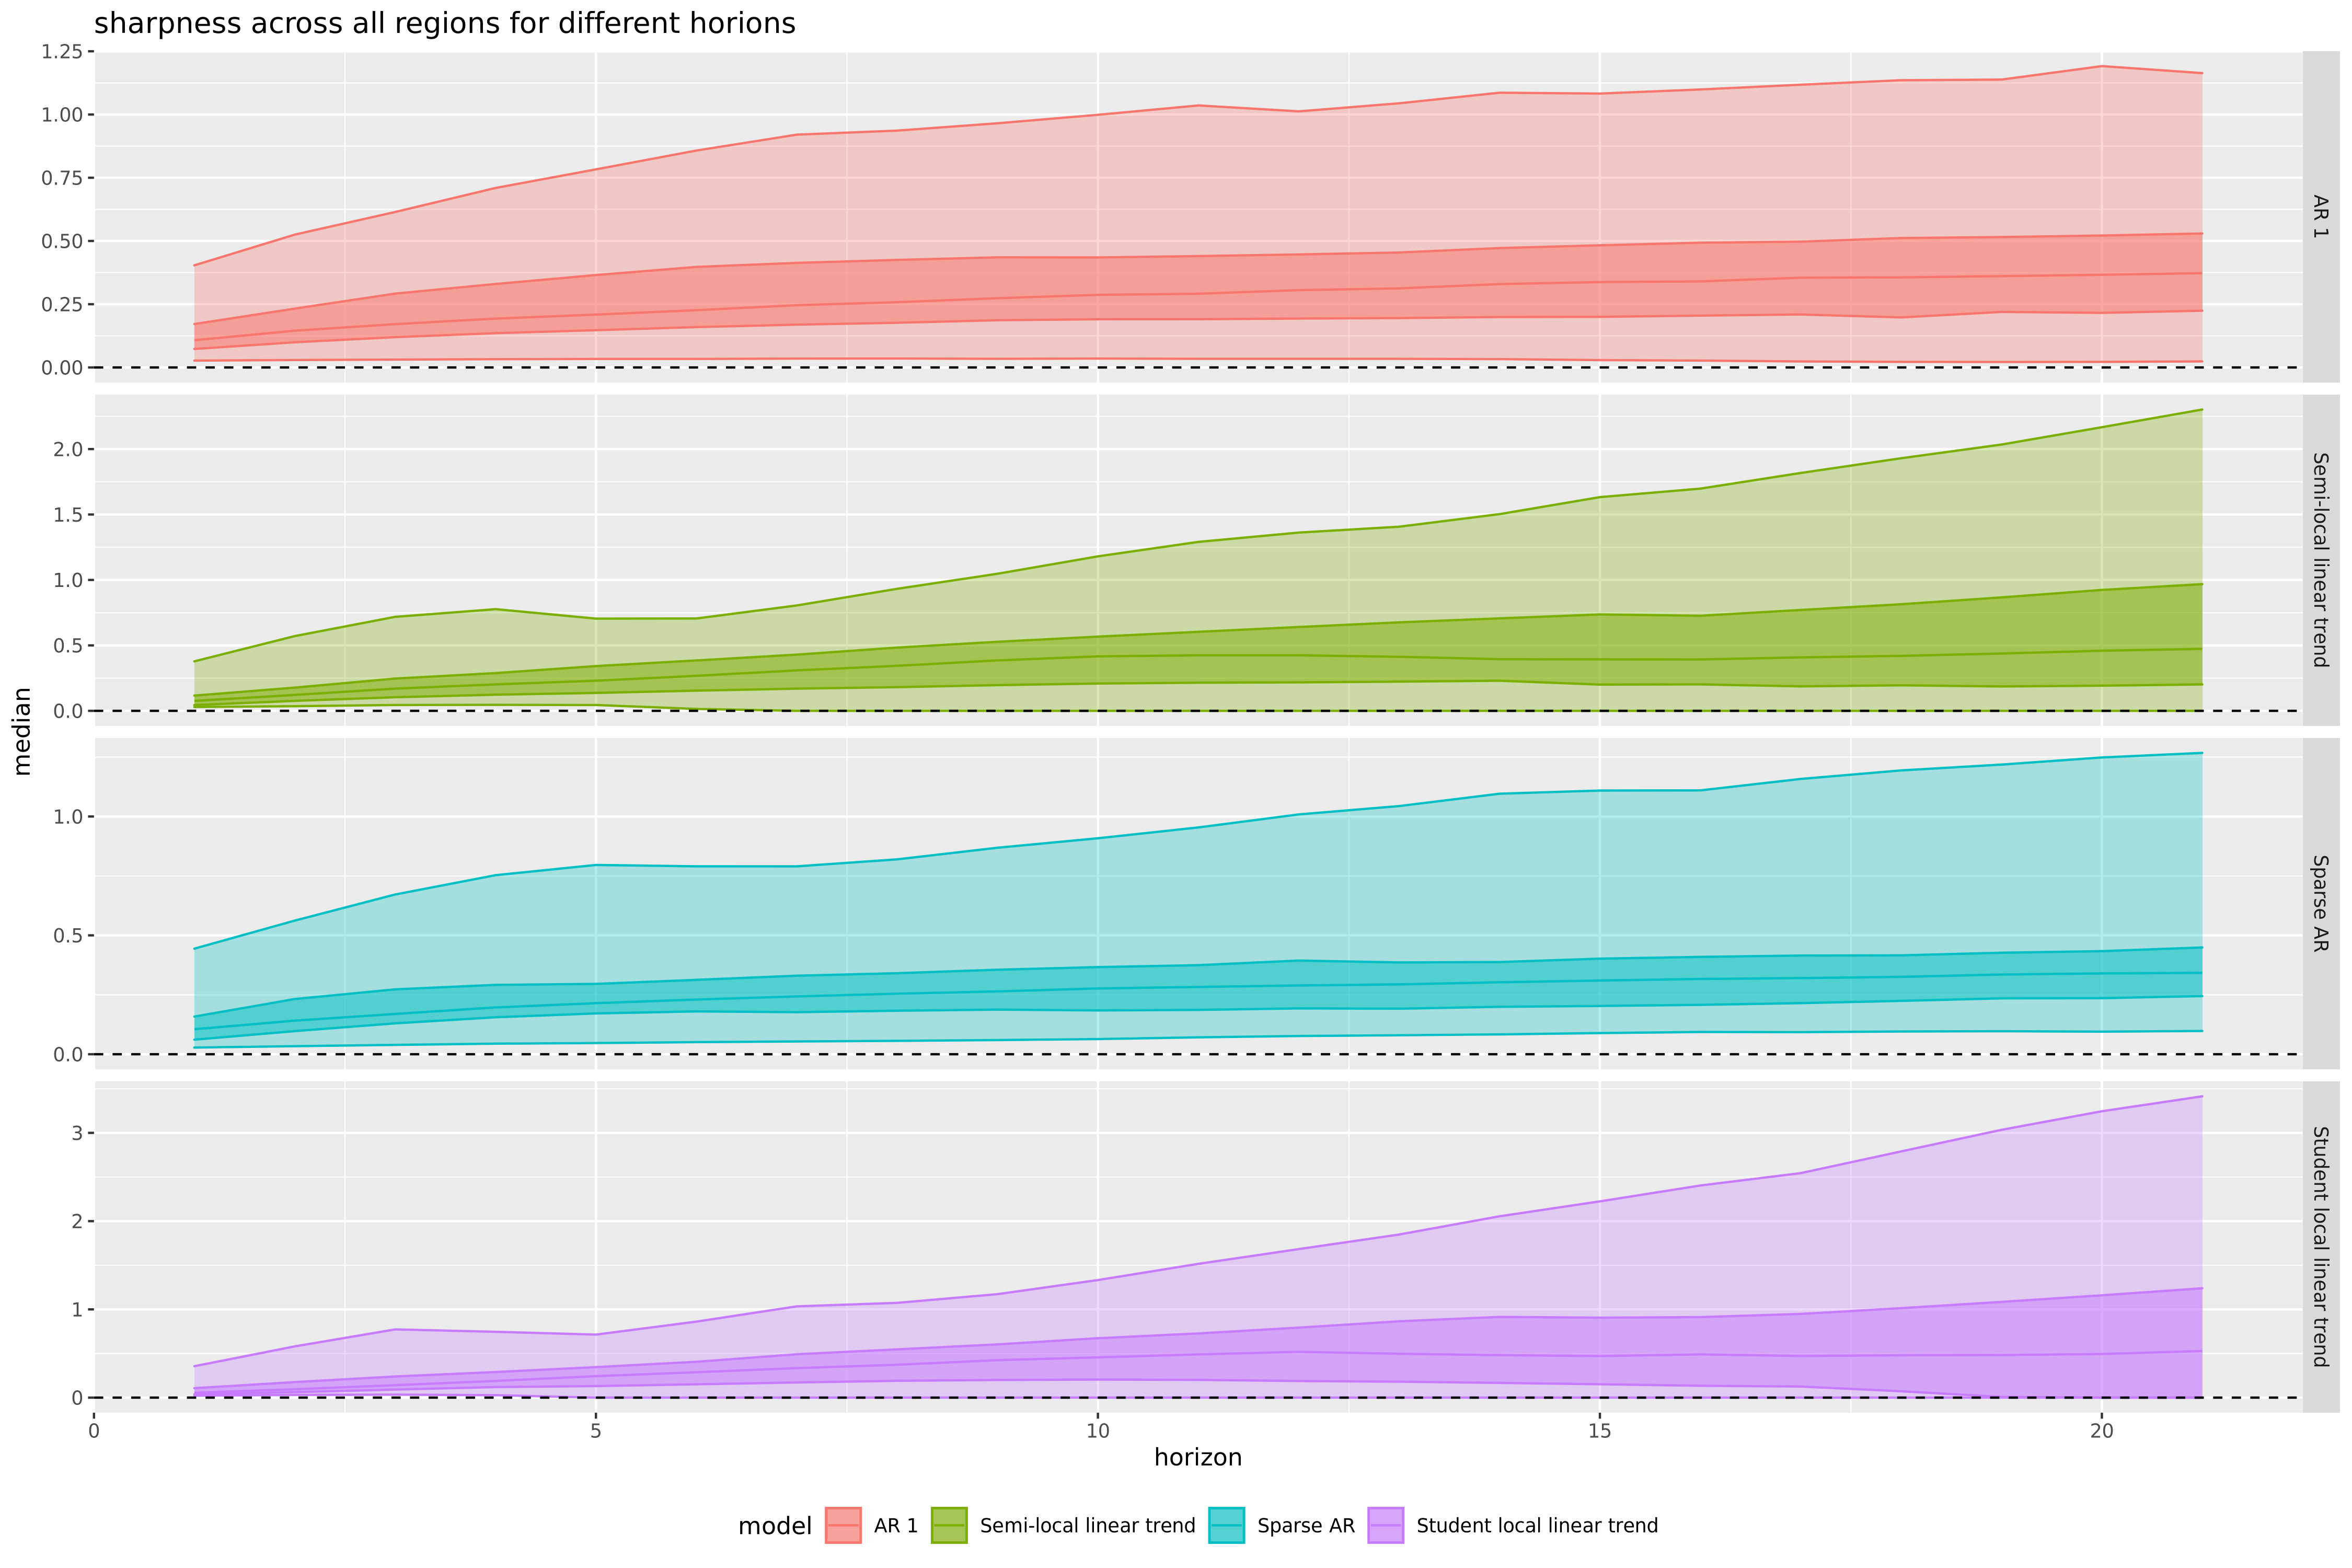 sharpness across all regions for different horions
1.25
1.00
0.75
0.50
0.25
0.00
AR 1
2.0
1.5
1.0
0.5
0.0
Semi-local linear trend
median
1.0
0.5
0.0
Sparse AR
3
2
1
0
Student local linear trend
0 5 10 15 20
horizon
model AR 1 Semi-local linear trend Sparse AR Student local linear trend